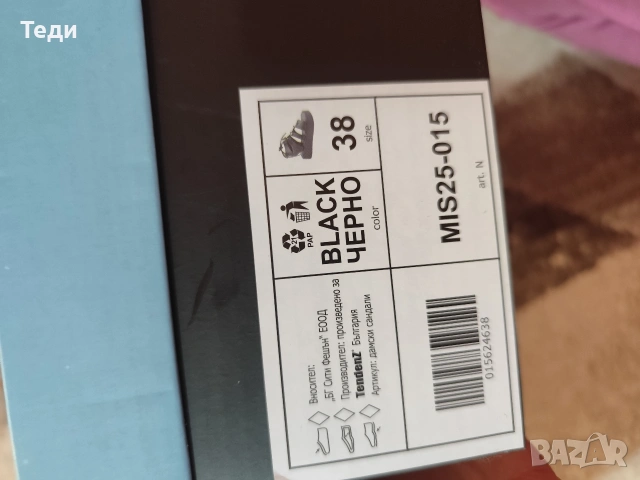 Теди
38
size
21
PAP
BLACK
ЧЕРНО
color
Вносител:
„БГ Сити Фешън" ЕООД
Производител: произведено за
TendenZ® България
Артикул: дамски сандали
MIS25-015
art. N
015624638
BAZAR